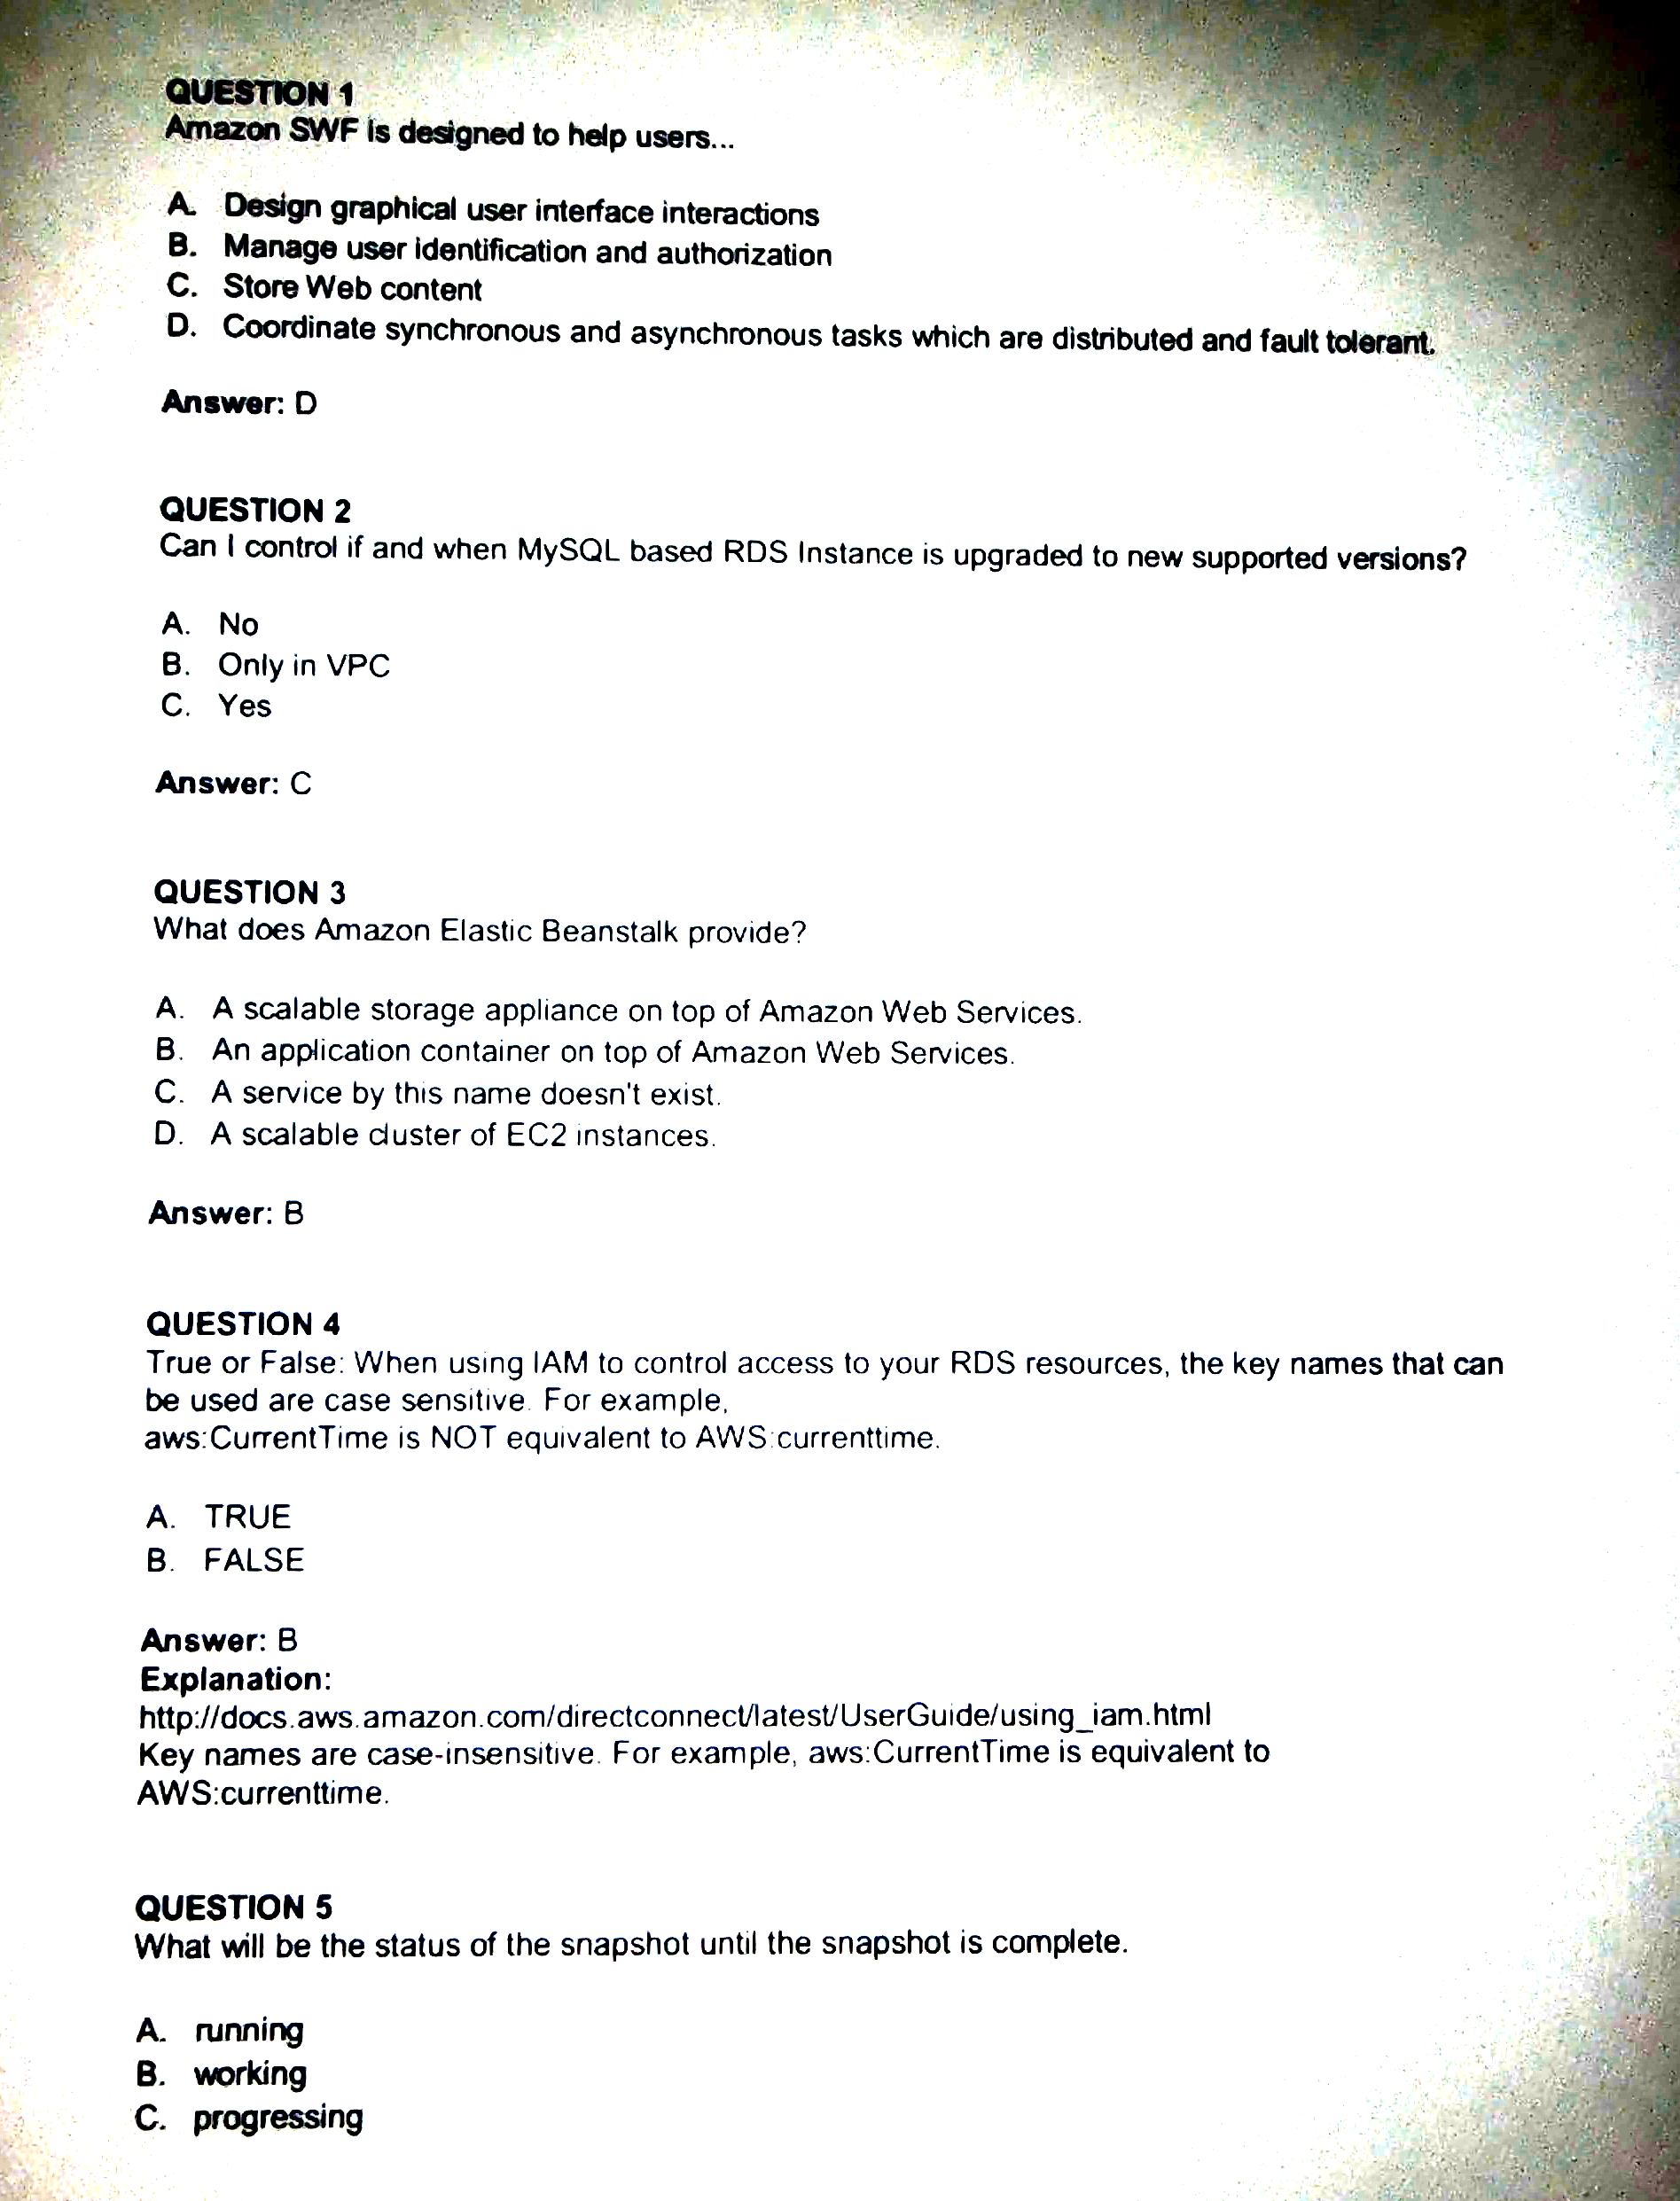 QUESTION 1
Amazon SWF is designed to help users...
A. Design graphical user interface interactions
B. Manage user identification and authorization
C. Store Web content
D. Coordinate synchronous and asynchronous tasks which are distributed and fault tolerant.
Answer: D
QUESTION 2
Can I control if and when MySQL based RDS Instance is upgraded to new supported versions?
A. No
B. Only in VPC
C. Yes
Answer: C
QUESTION 3
What does Amazon Elastic Beanstalk provide?
A. A scalable storage appliance on top of Amazon Web Services.
B. An application container on top of Amazon Web Services.
C. A service by this name doesn't exist.
D. A scalable cluster of EC2 instances.
Answer: B
QUESTION 4
True or False: When using IAM to control access to your RDS resources, the key names that can
be used are case sensitive. For example,
aws:CurrentTime is NOT equivalent to AWS:currenttime.
A. TRUE
B. FALSE
Answer: B
Explanation:
http://docs.aws.amazon.com/directconnect/latest/UserGuide/using_iam.html
Key names are case-insensitive. For example, aws:CurrentTime is equivalent to
AWS:currenttime.
QUESTION 5
What will be the status of the snapshot until the snapshot is complete.
A. running
B. working
C. progressing